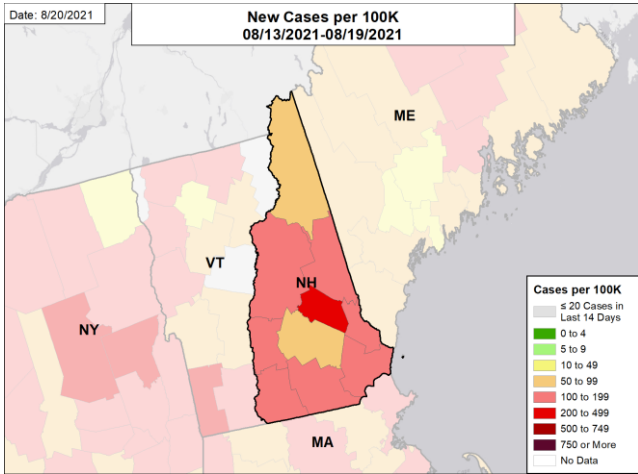 Date: 8/20/2021
New Cases per 100K
08/13/2021-08/19/2021
ME
VT
NH
NY
MA
Cases per 100K
≤ 20 Cases in
Last 14 Days
0 to 4
5 to 9
10 to 49
50 to 99
100 to 199
200 to 499
500 to 749
750 or More
No Data